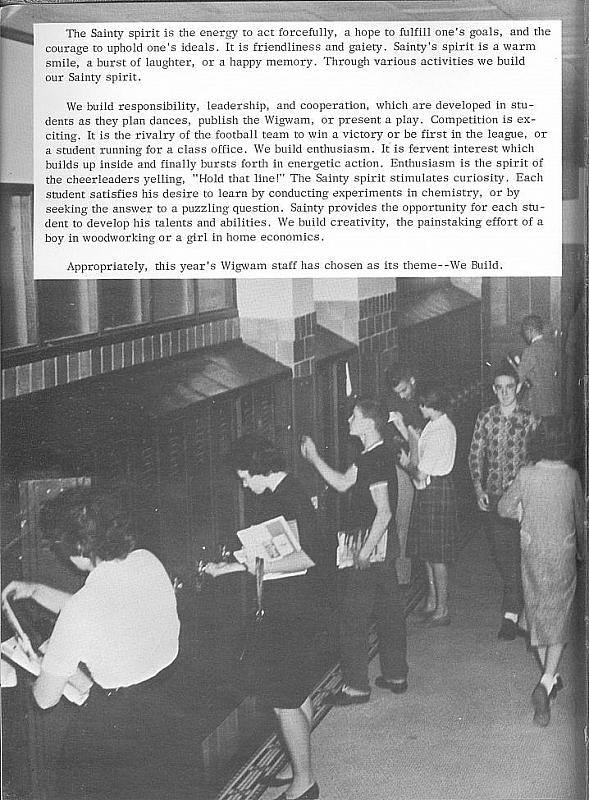 The Sainty spirit is the energy to act forcefully, a hope to fulfill one's goals, and the
courage to uphold one's ideals. It is friendliness and gaiety. Sainty's spirit is a warm
smile, a burst of laughter, or a happy memory. Through various activities we build
our Sainty spirit.
We build responsibility, leadership, and cooperation, which are developed in stu-
dents as they plan dances, publish the Wigwam, or present a play. Competition is ex-
citing. It is the rivalry of the football team to win a victory or be first in the league, or
a student running for a class office. We build enthusiasm. It is fervent interest which
builds up inside and finally bursts forth in energetic action. Enthusiasm is the spirit of
the cheerleaders yelling, "Hold that line!" The Sainty spirit stimulates curiosity. Each
student satisfies his desire to learn by conducting experiments in chemistry, or by
seeking the answer to a puzzling question. Sainty provides the opportunity for each stu-
dent to develop his talents and abilities. We build creativity, the painstaking effort of a
boy in woodworking or a girl in home economics.
Appropriately, this year's Wigwam staff has chosen as its theme--We Build.